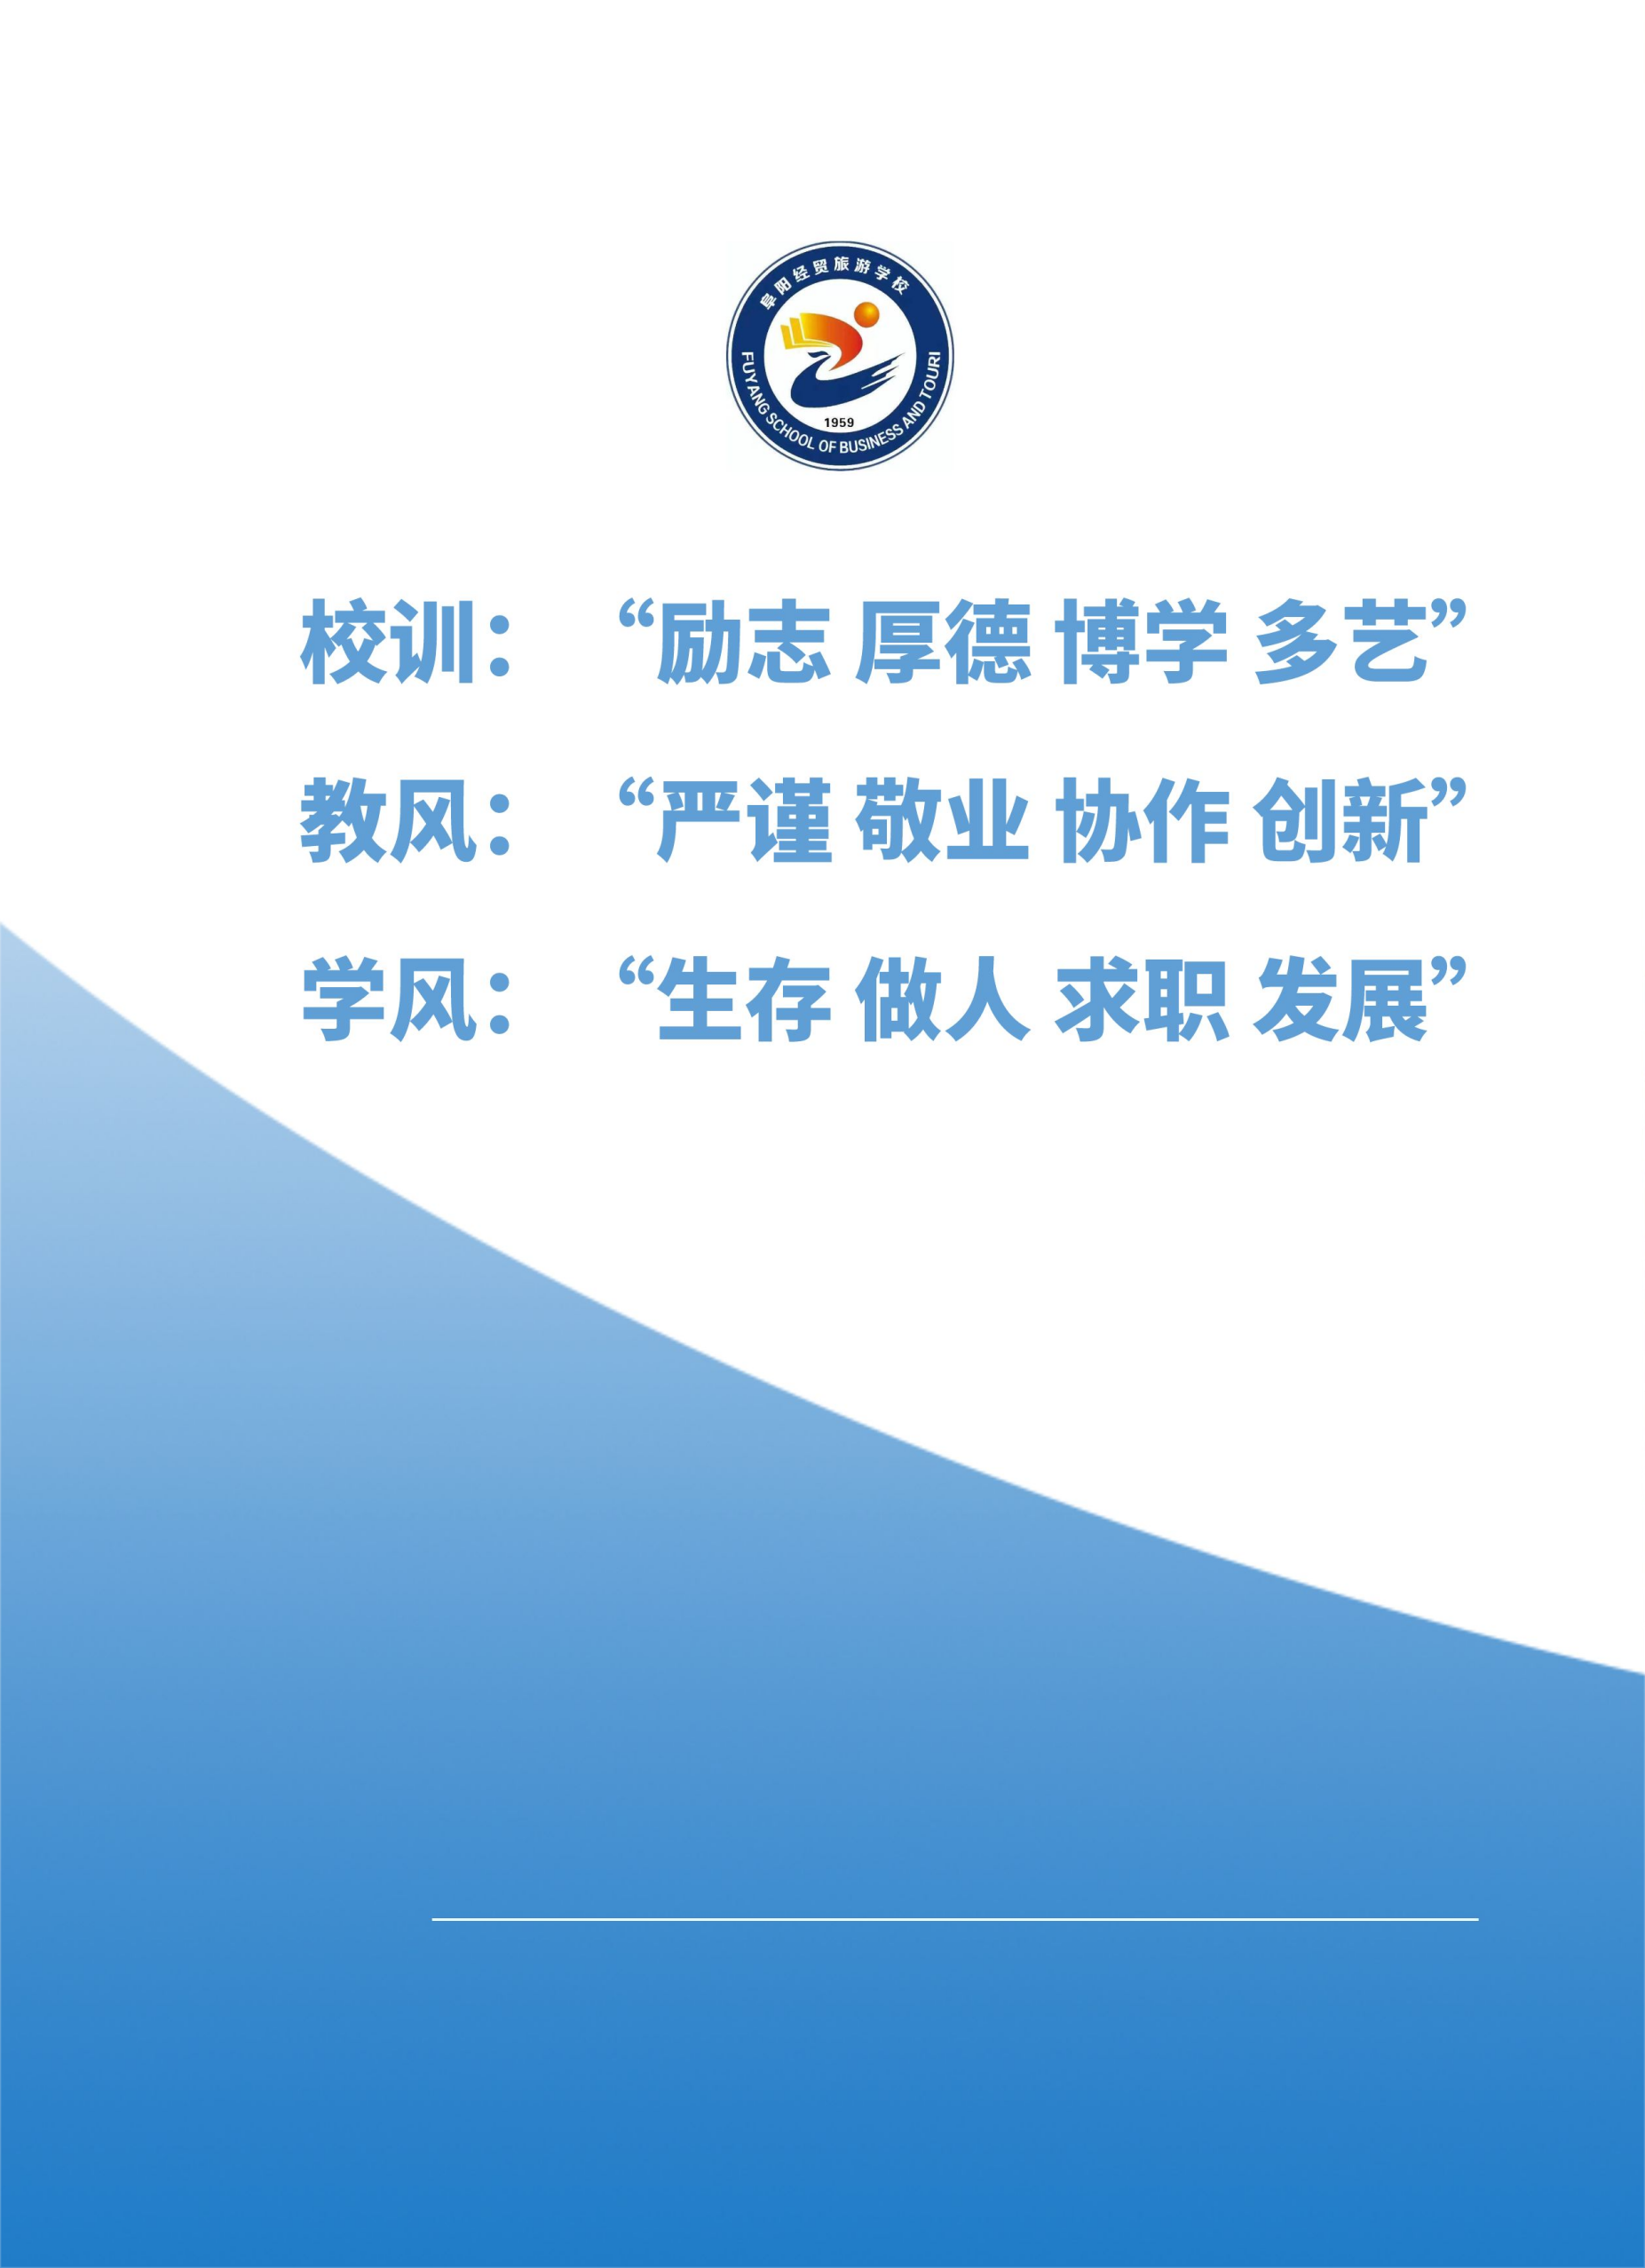 阜阳经贸旅游学校
1959
FUYANG SCHOOL OF BUSINESS AND TOURI
校训： “励志 厚德 博学 多艺”
教风： “严谨 敬业 协作 创新”
学风： “生存 做人 求职 发展”